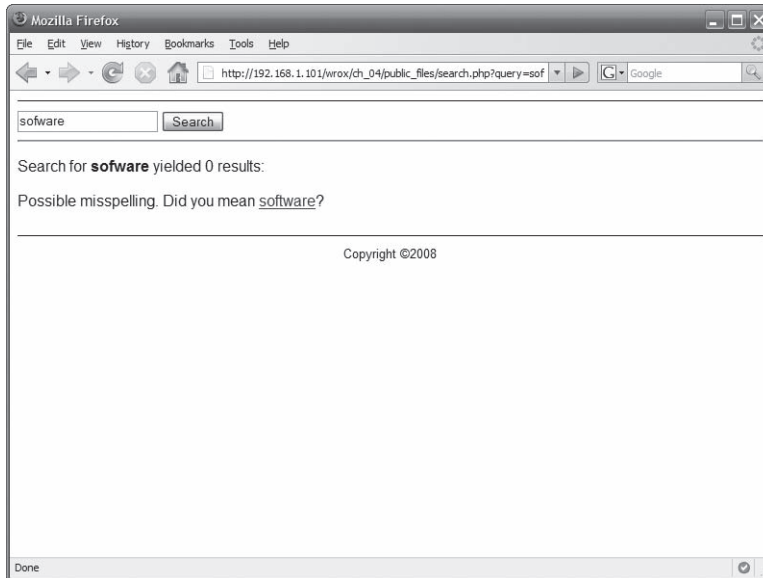 Mozilla Firefox
File Edit View History Bookmarks Tools Help
http://192.168.1.101/wrox/ch_04/public_files/search.php?query=sof G Google
sofware Search
Search for sofware yielded 0 results:
Possible misspelling. Did you mean software?
Copyright ©2008
Done